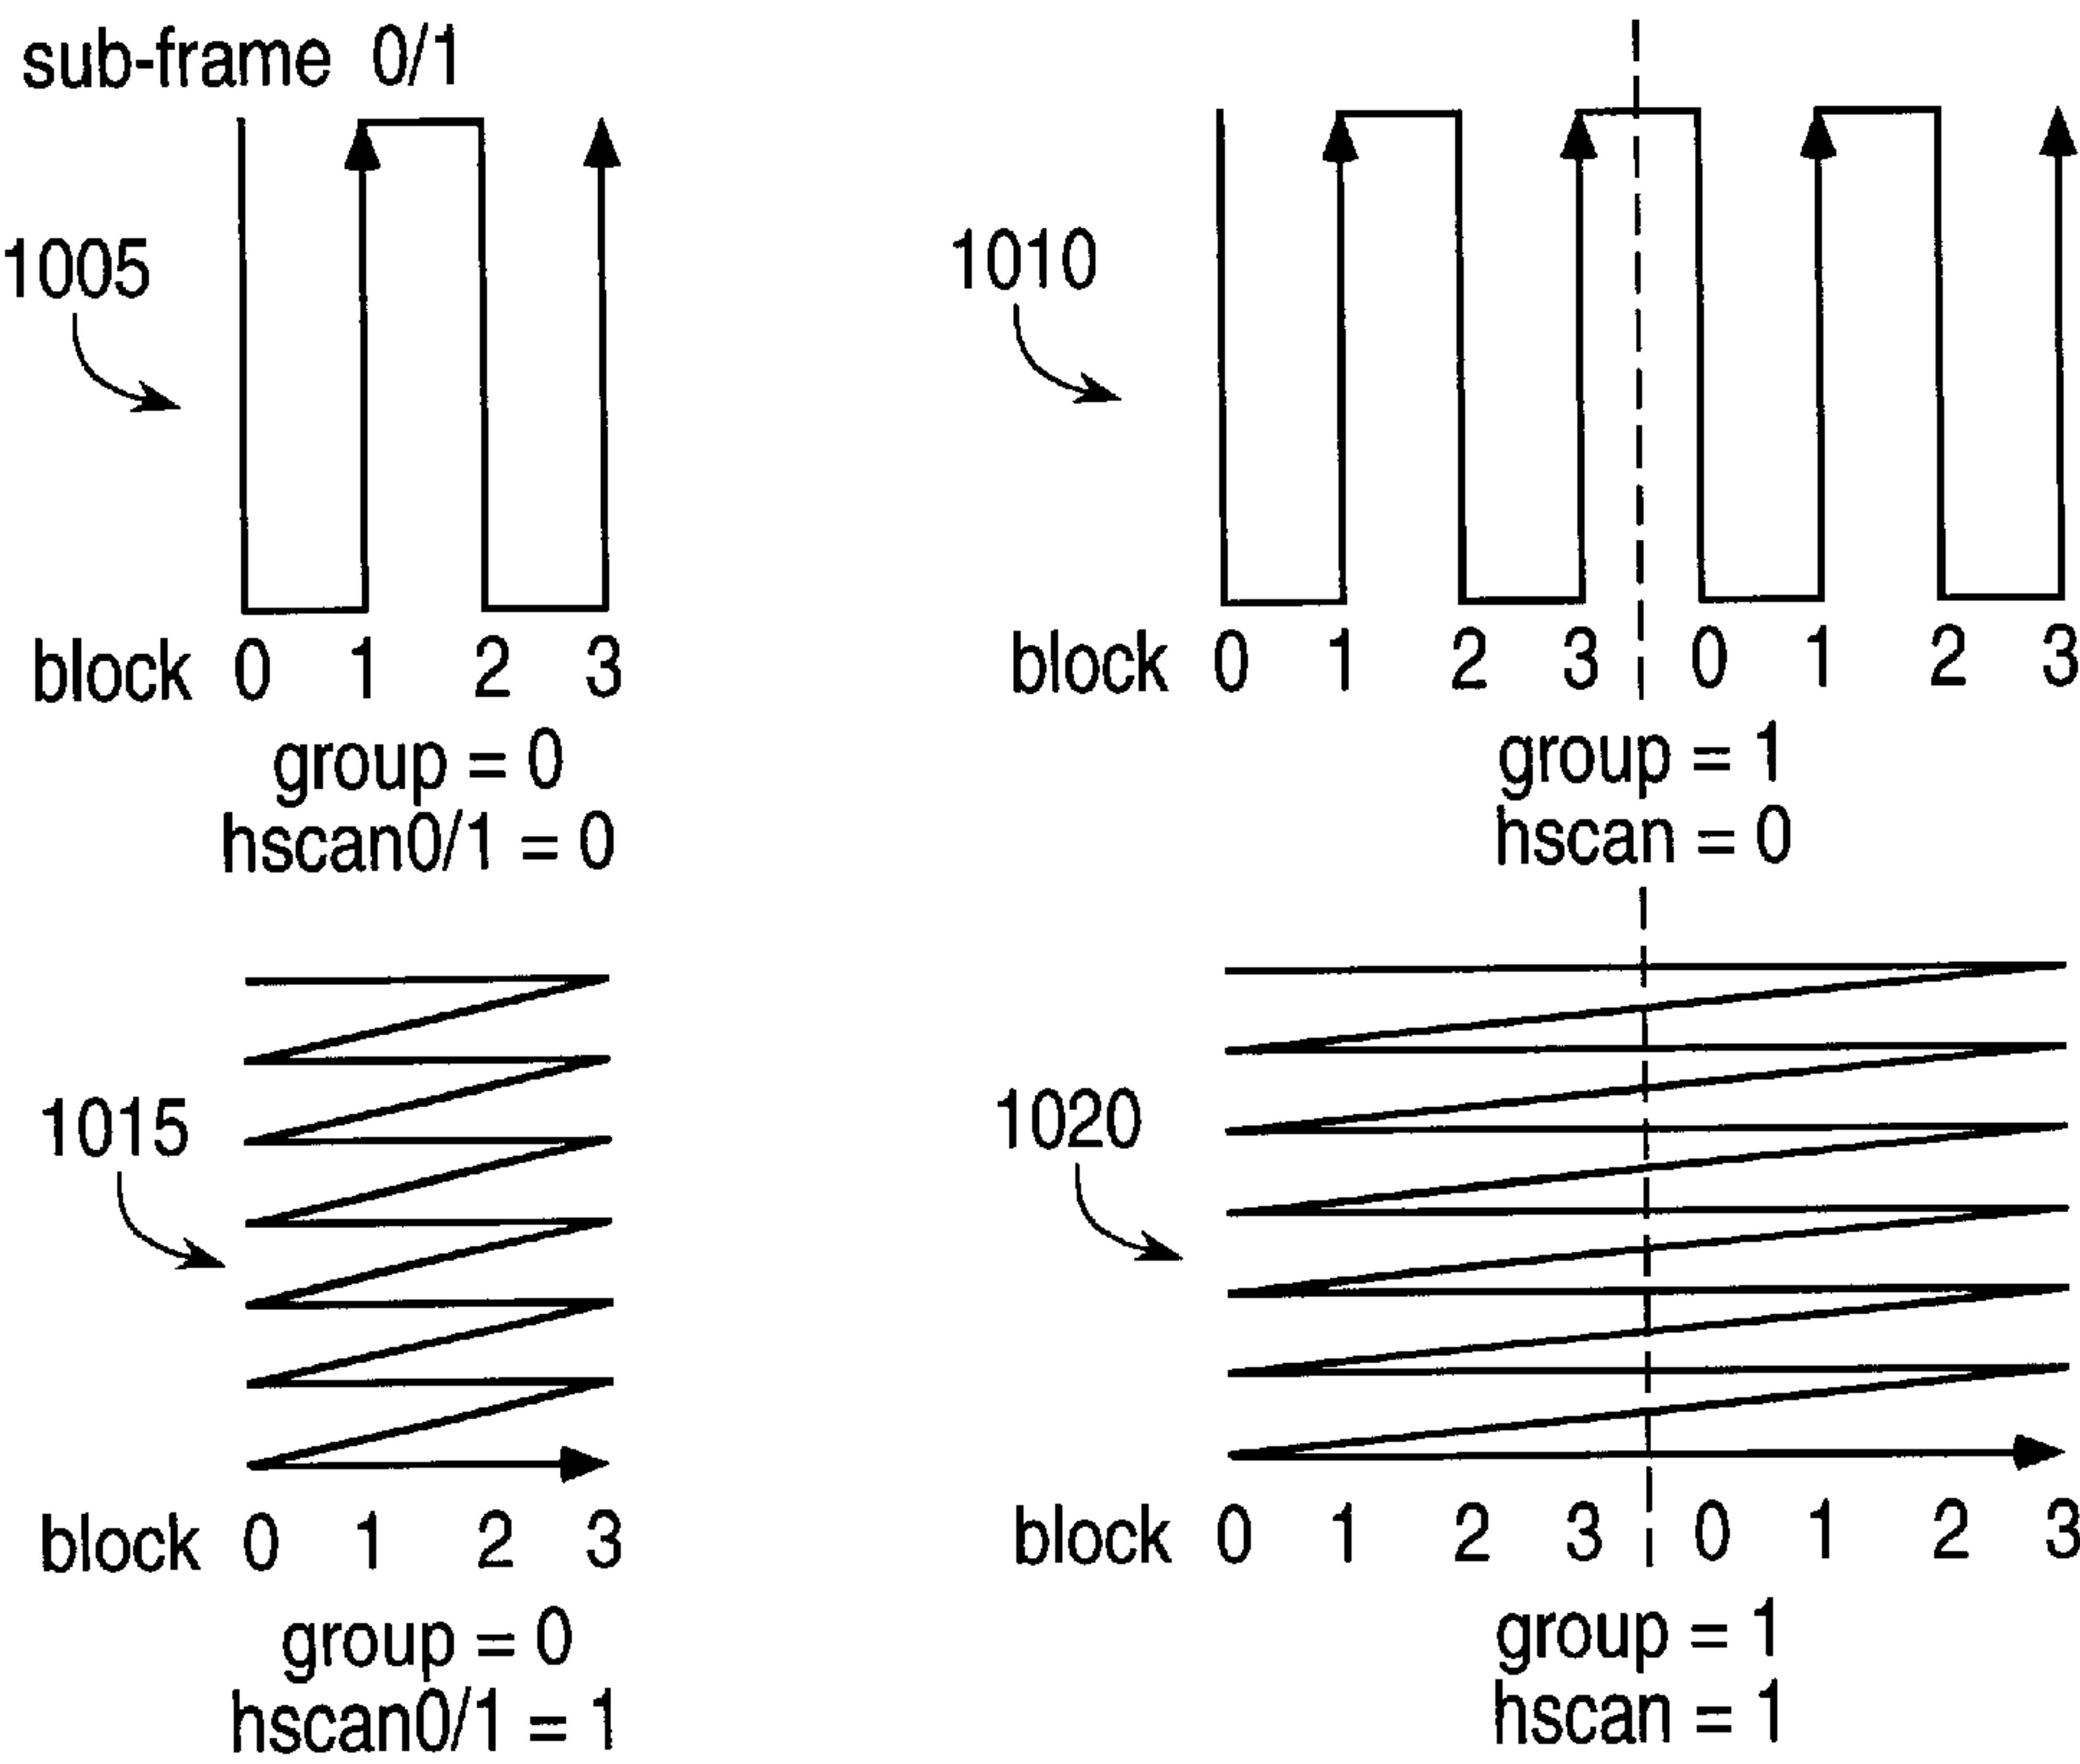 sub-frame 0/1
1005
block 0 1 2 3
group = 0
hscan0/1 = 0
1010
block 0 1 2 3 0 1 2 3
group = 1
hscan = 0
1015
block 0 1 2 3
group = 0
hscan0/1 = 1
1020
block 0 1 2 3 0 1 2 3
group = 1
hscan = 1